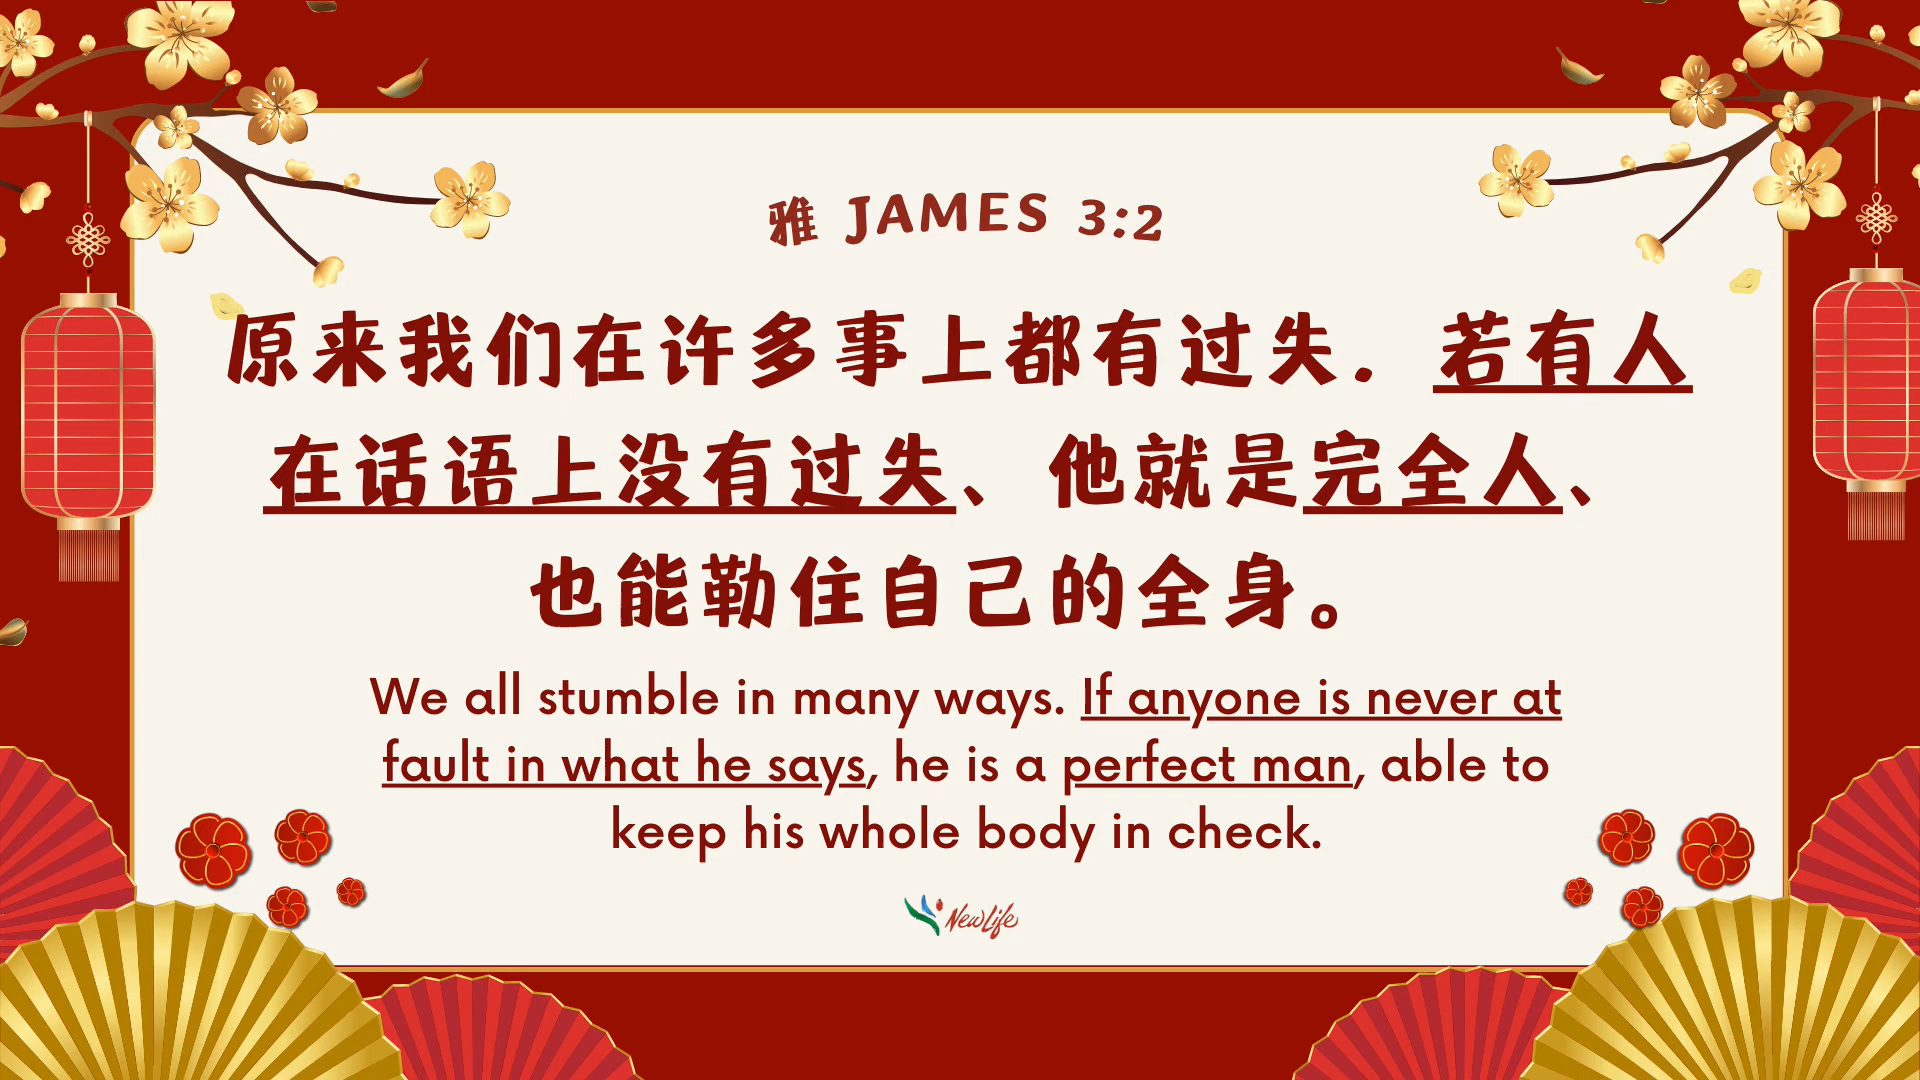 雅 JAMES 3:2
原来我们在许多事上都有过失. 若有人
在话语上没有过失、他就是完全人、
也能勒住自己的全身。
We all stumble in many ways. If anyone is never at
fault in what he says, he is a perfect man, able to
keep his whole body in check.
NewLife